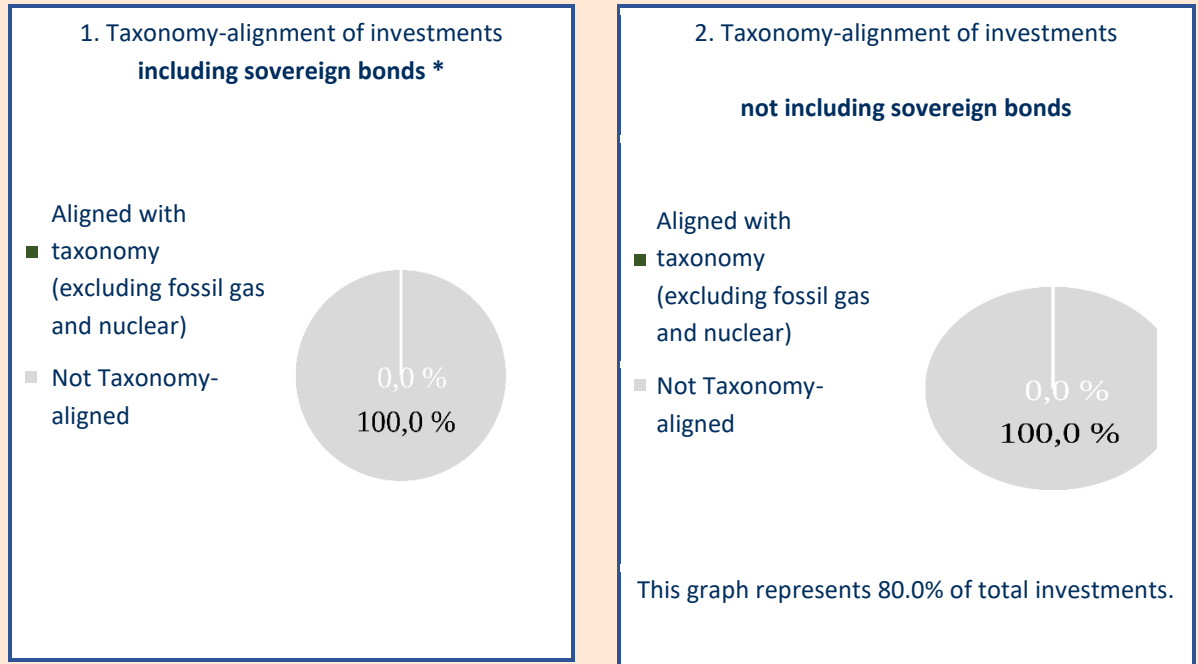 1. Taxonomy-alignment of investments
including sovereign bonds *
Aligned with
taxonomy
(excluding fossil gas
and nuclear)
Not Taxonomy-
aligned
0,0 %
100,0 %
2. Taxonomy-alignment of investments
not including sovereign bonds
Aligned with
taxonomy
(excluding fossil gas
and nuclear)
Not Taxonomy-
aligned
0,0 %
100,0 %
This graph represents 80.0% of total investments.